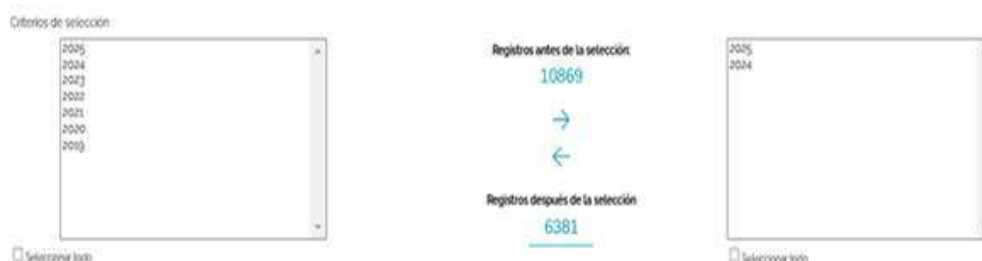 Criterios de selección
2025
2024
2023
2022
2021
2020
2019
Seleccionar todo
Registros antes de la selección
10869
Registros después de la selección
6381
2025
2024
Seleccionar todo